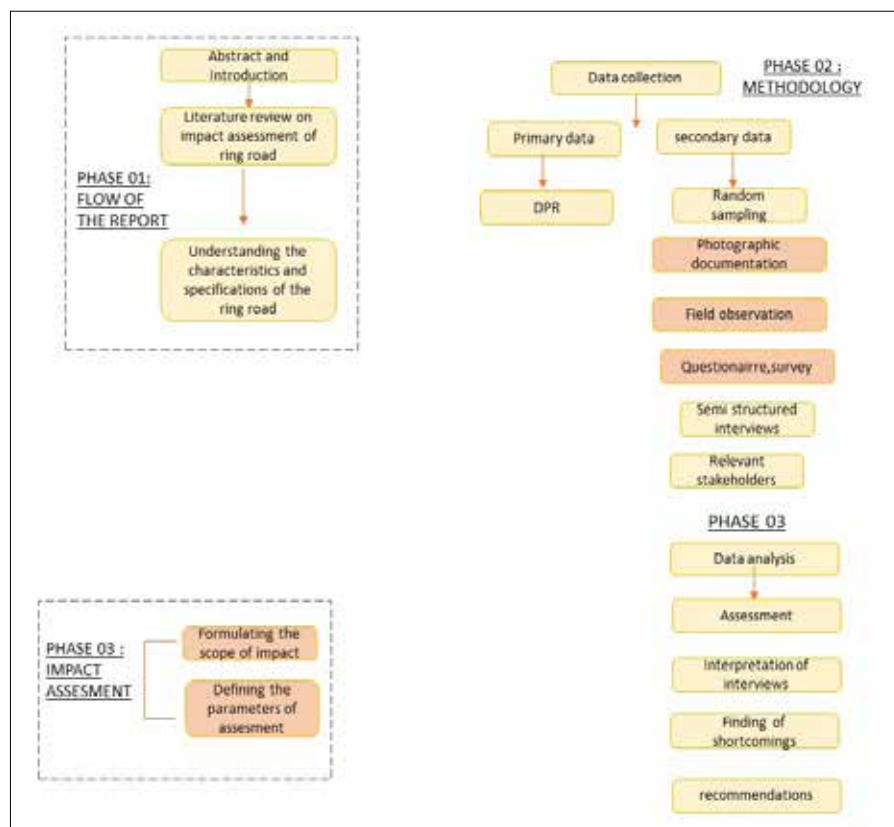 Abstract and
Introduction
Literature review on
impact assessment of
ring road
PHASE 01:
FLOW OF
THE REPORT
Understanding the
characteristics and
specifications of the
ring road
PHASE 02 :
METHODOLOGY
Data collection
Primary data
secondary data
DPR
Random
sampling
Photographic
documentation
Field observation
Questionairre,survey
Semi structured
interviews
Relevant
stakeholders
PHASE 03 :
IMPACT
ASSESMENT
Formulating the
scope of impact
Defining the
parameters of
assesment
PHASE 03
Data analysis
Assessment
Interpretation of
interviews
Finding of
shortcomings
recommendations